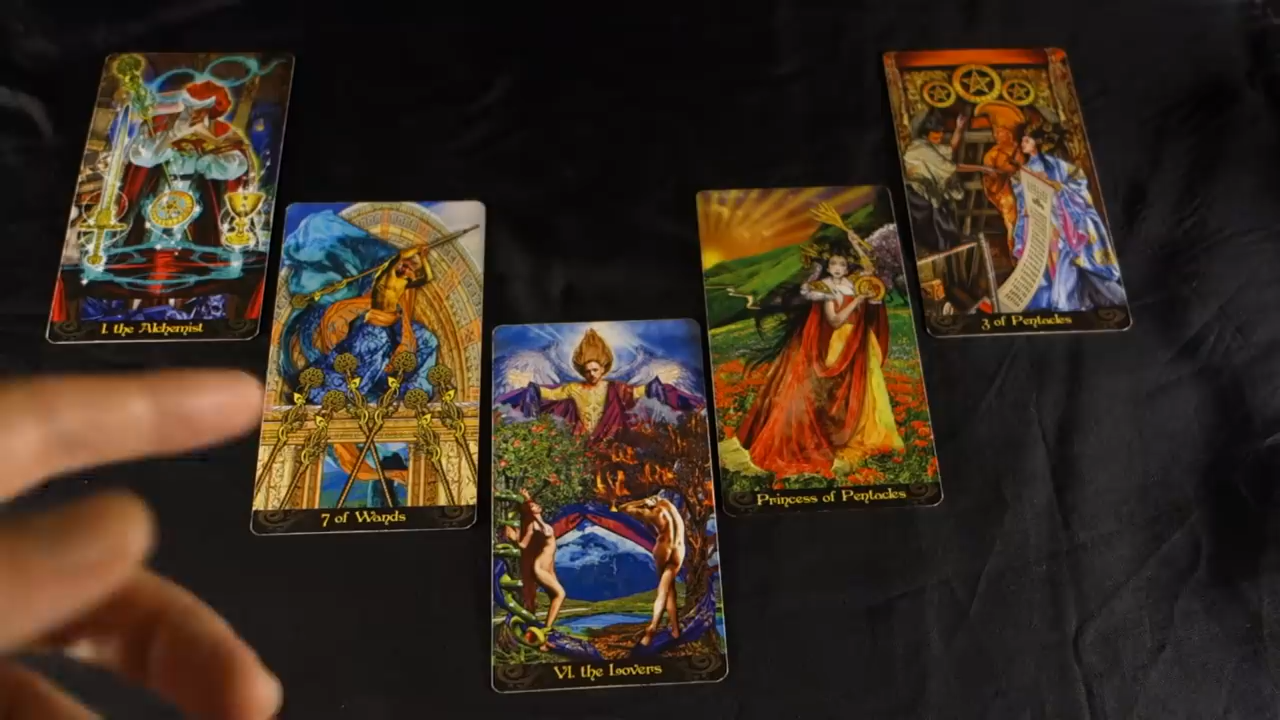 I. the Alchemist
7 of Wands
VI. the Lovers
Princess of Pentacles
3 of Pentacles